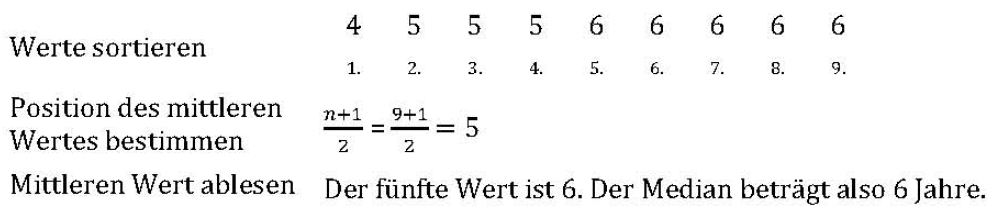 4 5 5 5 6 6 6 6 6
Werte sortieren
1. 2. 3. 4. 5. 6. 7. 8. 9.
Position des mittleren
Wertes bestimmen
n+1/2 = 9+1/2 = 5
Mittleren Wert ablesen Der fünfte Wert ist 6. Der Median beträgt also 6 Jahre.